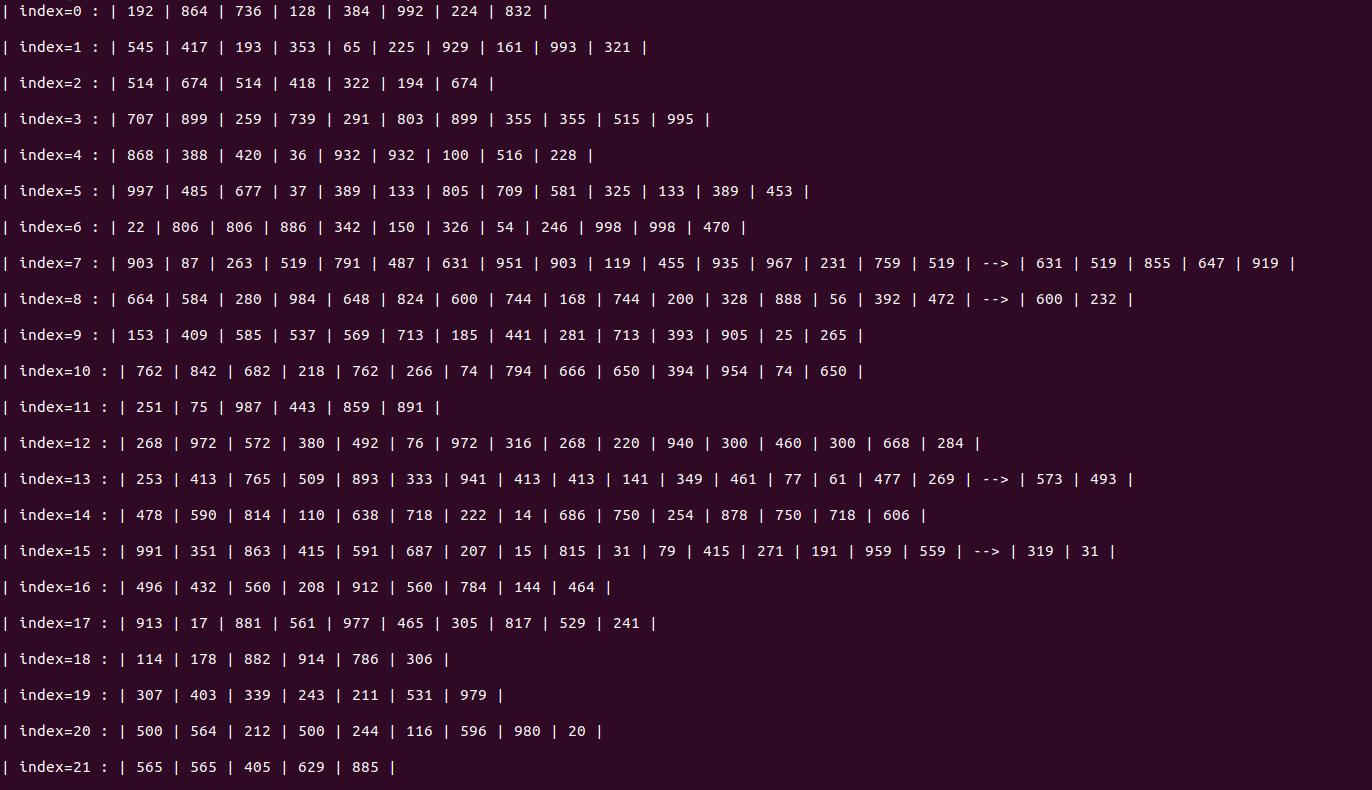 | index=0 : | 192 | 864 | 736 | 128 | 384 | 992 | 224 | 832 |
| index=1 : | 545 | 417 | 193 | 353 | 65 | 225 | 929 | 161 | 993 | 321 |
| index=2 : | 514 | 674 | 514 | 418 | 322 | 194 | 674 |
| index=3 : | 707 | 899 | 259 | 739 | 291 | 803 | 899 | 355 | 355 | 515 | 995 |
| index=4 : | 868 | 388 | 420 | 36 | 932 | 932 | 100 | 516 | 228 |
| index=5 : | 997 | 485 | 677 | 37 | 389 | 133 | 805 | 709 | 581 | 325 | 133 | 389 | 453 |
| index=6 : | 22 | 806 | 806 | 886 | 342 | 150 | 326 | 54 | 246 | 998 | 998 | 470 |
| index=7 : | 903 | 87 | 263 | 519 | 791 | 487 | 631 | 951 | 903 | 119 | 455 | 935 | 967 | 231 | 759 | 519 | --> | 631 | 519 | 855 | 647 | 919 |
| index=8 : | 664 | 584 | 280 | 984 | 648 | 824 | 600 | 744 | 168 | 744 | 200 | 328 | 888 | 56 | 392 | 472 | --> | 600 | 232 |
| index=9 : | 153 | 409 | 585 | 537 | 569 | 713 | 185 | 441 | 281 | 713 | 393 | 905 | 25 | 265 |
| index=10 : | 762 | 842 | 682 | 218 | 762 | 266 | 74 | 794 | 666 | 650 | 394 | 954 | 74 | 650 |
| index=11 : | 251 | 75 | 987 | 443 | 859 | 891 |
| index=12 : | 268 | 972 | 572 | 380 | 492 | 76 | 972 | 316 | 268 | 220 | 940 | 300 | 460 | 300 | 668 | 284 |
| index=13 : | 253 | 413 | 765 | 509 | 893 | 333 | 941 | 413 | 413 | 141 | 349 | 461 | 77 | 61 | 477 | 269 | --> | 573 | 493 |
| index=14 : | 478 | 590 | 814 | 110 | 638 | 718 | 222 | 14 | 686 | 750 | 254 | 878 | 750 | 718 | 606 |
| index=15 : | 991 | 351 | 863 | 415 | 591 | 687 | 207 | 15 | 815 | 31 | 79 | 415 | 271 | 191 | 959 | 559 | --> | 319 | 31 |
| index=16 : | 496 | 432 | 560 | 208 | 912 | 560 | 784 | 144 | 464 |
| index=17 : | 913 | 17 | 881 | 561 | 977 | 465 | 305 | 817 | 529 | 241 |
| index=18 : | 114 | 178 | 882 | 914 | 786 | 306 |
| index=19 : | 307 | 403 | 339 | 243 | 211 | 531 | 979 |
| index=20 : | 500 | 564 | 212 | 500 | 244 | 116 | 596 | 980 | 20 |
| index=21 : | 565 | 565 | 405 | 629 | 885 |